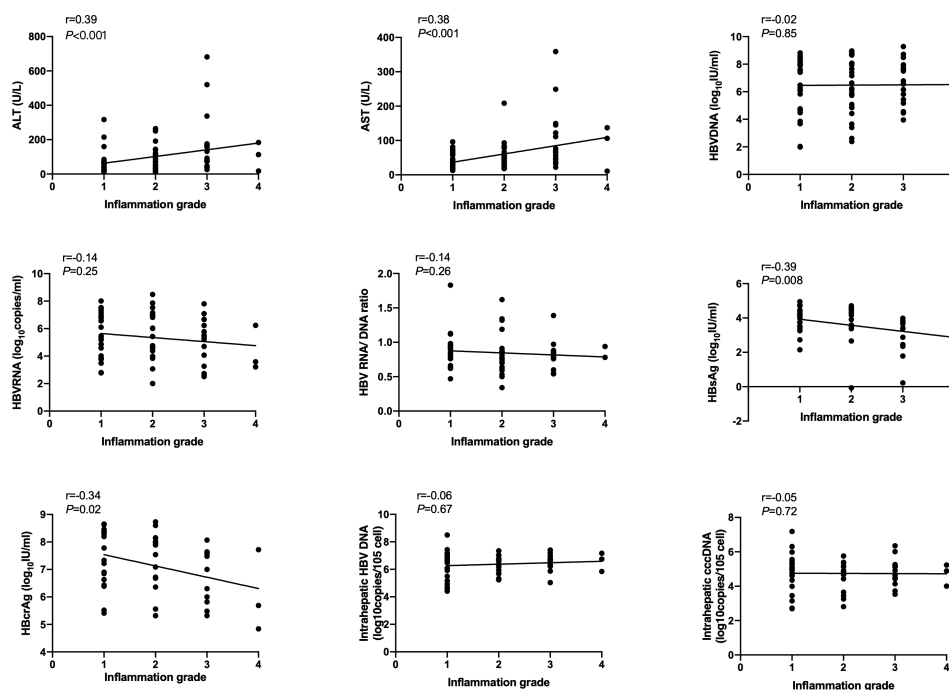 r=0.39
P<0.001
ALT (U/L)
800
600
400
200
0
0 1 2 3 4
Inflammation grade
r=0.38
P<0.001
AST (U/L)
400
300
200
100
0
0 1 2 3 4
Inflammation grade
r=-0.02
P=0.85
HBVDNA (log10IU/ml)
10
8
6
4
2
0
0 1 2 3
Inflammation grade
r=-0.14
P=0.25
HBVRNA (log10copies/ml)
10
8
6
4
2
0
0 1 2 3 4
Inflammation grade
r=-0.14
P=0.26
HBV RNA/ DNA ratio
2.0
1.5
1.0
0.5
0.0
0 1 2 3 4
Inflammation grade
r=-0.39
P=0.008
HBsAg (log10IU/ml)
6
4
2
0
-2
0 1 2 3
Inflammation grade
r=-0.34
P=0.02
HBcrAg (log10IU/ml)
9
8
7
6
5
4
0 1 2 3 4
Inflammation grade
r=-0.06
P=0.67
Intrahepatic HBV DNA
(log10copies/105 cell)
10
8
6
4
2
0
0 1 2 3 4
Inflammation grade
r=-0.05
P=0.72
Intrahepatic cccDNA
(log10copies/105 cell)
8
6
4
2
0
0 1 2 3 4
Inflammation grade